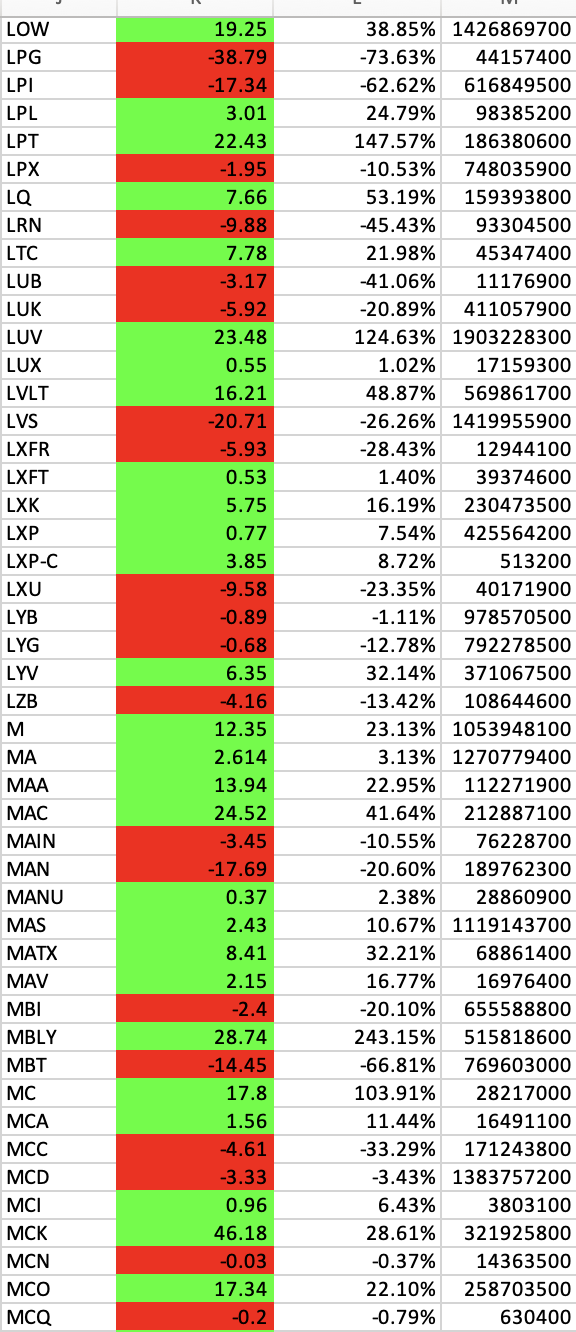 LOW 19.25 38.85% 1426869700
LPG -38.79 -73.63% 44157400
LPI -17.34 -62.62% 616849500
LPL 3.01 24.79% 98385200
LPT 22.43 147.57% 186380600
LPX -1.95 -10.53% 748035900
LQ 7.66 53.19% 159393800
LRN -9.88 -45.43% 93304500
LTC 7.78 21.98% 45347400
LUB -3.17 -41.06% 11176900
LUK -5.92 -20.89% 411057900
LUV 23.48 124.63% 1903228300
LUX 0.55 1.02% 17159300
LVLT 16.21 48.87% 569861700
LVS -20.71 -26.26% 1419955900
LXFR -5.93 -28.43% 12944100
LXFT 0.53 1.40% 39374600
LXK 5.75 16.19% 230473500
LXP 0.77 7.54% 425564200
LXP-C 3.85 8.72% 513200
LXU -9.58 -23.35% 40171900
LYB -0.89 -1.11% 978570500
LYG -0.68 -12.78% 792278500
LYV 6.35 32.14% 371067500
LZB -4.16 -13.42% 108644600
M 12.35 23.13% 1053948100
MA 2.614 3.13% 1270779400
MAA 13.94 22.95% 112271900
MAC 24.52 41.64% 212887100
MAIN -3.45 -10.55% 76228700
MAN -17.69 -20.60% 189762300
MANU 0.37 2.38% 28860900
MAS 2.43 10.67% 1119143700
MATX 8.41 32.21% 68861400
MAV 2.15 16.77% 16976400
MBI -2.4 -20.10% 655588800
MBLY 28.74 243.15% 515818600
MBT -14.45 -66.81% 769603000
MC 17.8 103.91% 28217000
MCA 1.56 11.44% 16491100
MCC -4.61 -33.29% 171243800
MCD -3.33 -3.43% 1383757200
MCI 0.96 6.43% 3803100
MCK 46.18 28.61% 321925800
MCN -0.03 -0.37% 14363500
MCO 17.34 22.10% 258703500
MCQ -0.2 -0.79% 630400